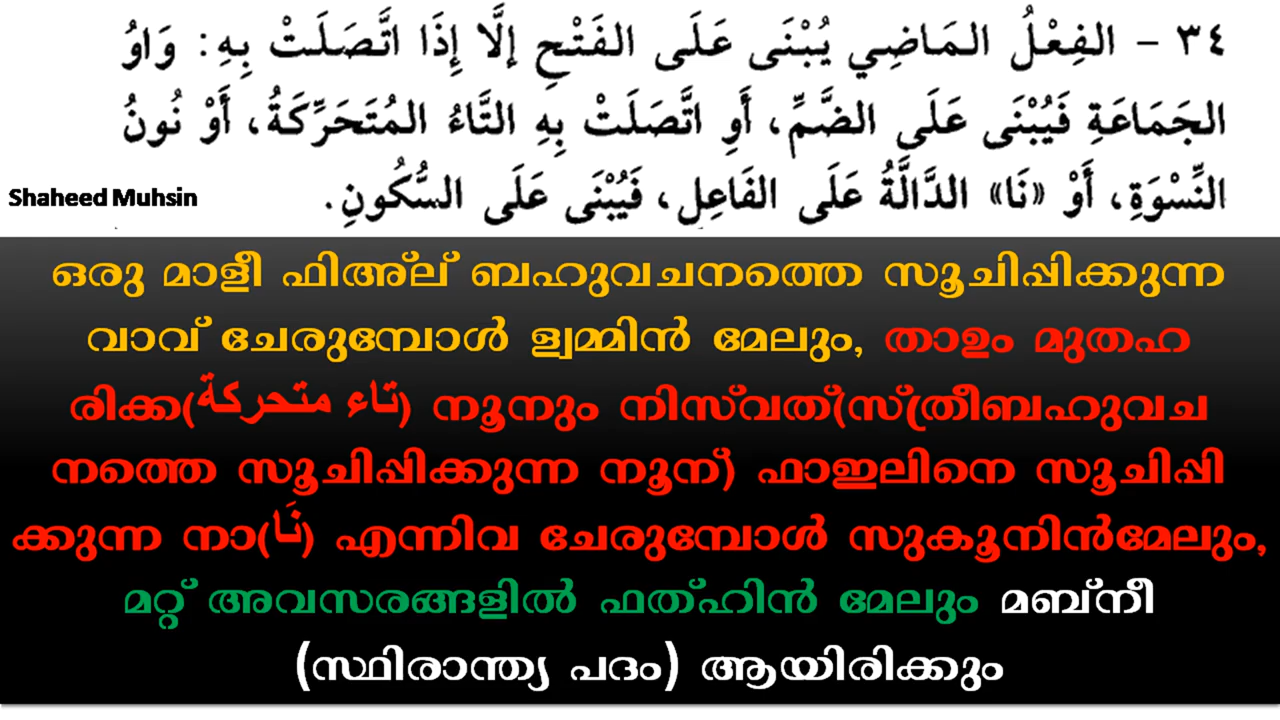 ٣٤ - الفِعْلُ المَاضِي يُبْنَى عَلَى الفَتْحِ إلَّا إِذَا اتَّصَلَتْ بِهِ: وَاوُ
الجَمَاعَةِ فَيُبْنَى عَلَى الضَّمِّ، أَوِ اتَّصَلَتْ بِهِ التَّاءُ المُتَحَرِّكَةُ، أَوْ نُونُ
النِّسْوَةِ، أَوْ «نَا» الدَّالَّةُ عَلَى الفَاعِلِ، فَيُبْنَى عَلَى السُّكُونِ.
Shaheed Muhsin
ഒരു മാളീ ഫിഅ്ല് ബഹുവചനത്തെ സൂചിപ്പിക്കുന്ന
വാവ് ചേരുമ്പോൾ ള്വമ്മിൻ മേലും, താഉം മുതഹ
രിക്ക(تاء متحركة) നൂനും നിസ്‌വത്(സ്ത്രീബഹുവച
നത്തെ സൂചിപ്പിക്കുന്ന നൂന്) ഫാഇലിനെ സൂചിപ്പി
ക്കുന്ന നാ(نَا) എന്നിവ ചേരുമ്പോൾ സുകൂനിൻമേലും,
മറ്റ് അവസരങ്ങളിൽ ഫത്ഹിൻ മേലും മബ്നീ
(സ്ഥിരാന്ത്യ പദം) ആയിരിക്കും